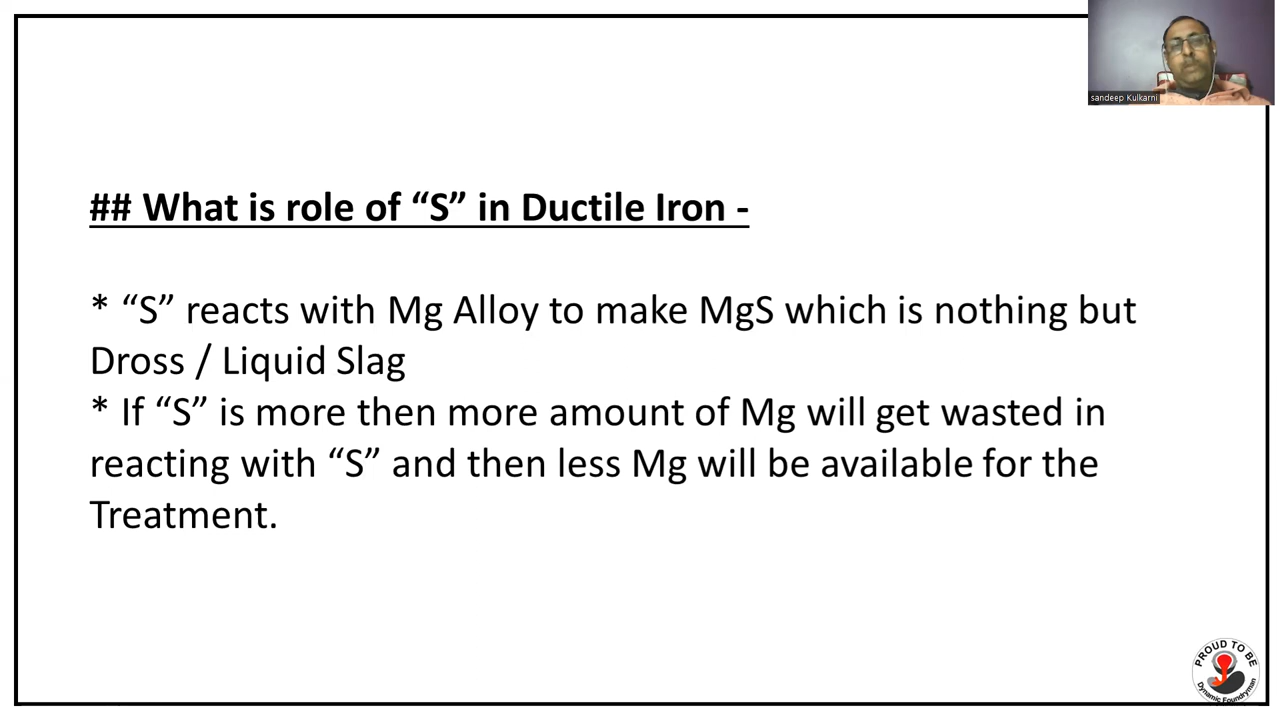 sandeep Kulkarni
## What is role of “S” in Ductile Iron -
* “S” reacts with Mg Alloy to make MgS which is nothing but
Dross / Liquid Slag
* If “S” is more then more amount of Mg will get wasted in
reacting with “S” and then less Mg will be available for the
Treatment.
PROUD TO BE
Dynamic Foundryman